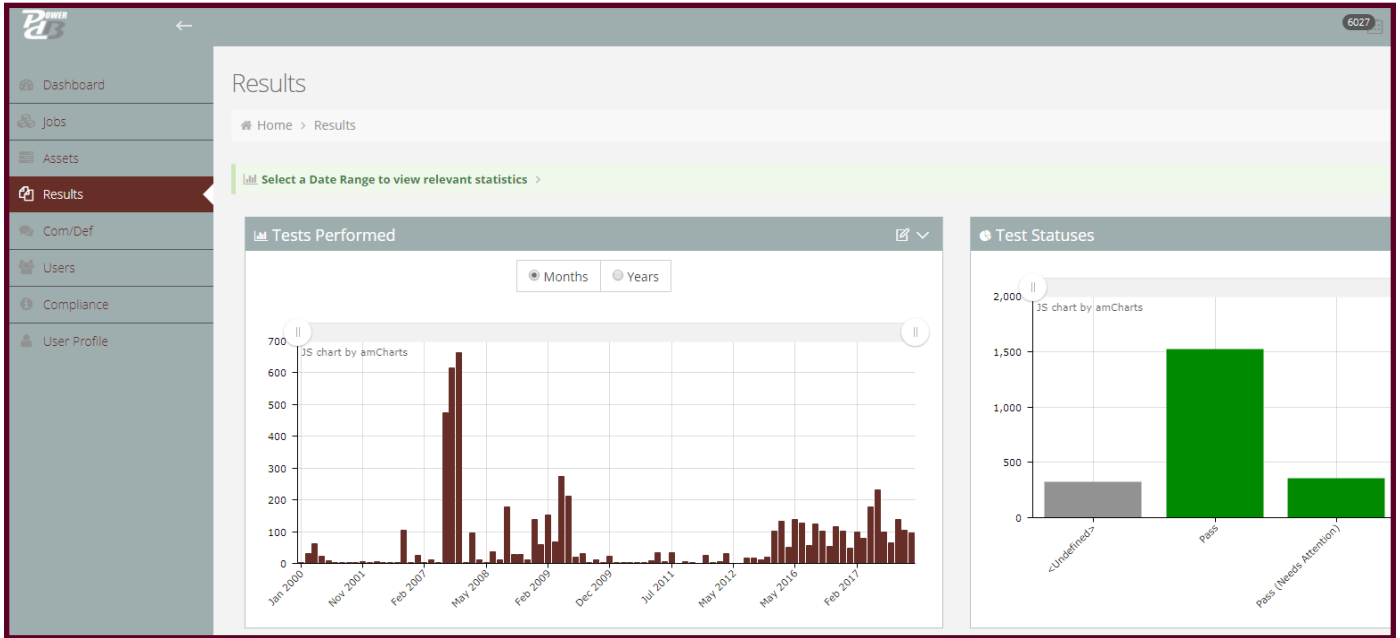 Power
dB
6027
Dashboard
Jobs
Assets
Results
Com/Def
Users
Compliance
User Profile
Results
Home > Results
Select a Date Range to view relevant statistics >
Tests Performed
Months
Years
JS chart by amCharts
700
600
500
400
300
200
100
0
Jan 2000
Nov 2001
Feb 2007
May 2008
Feb 2009
Dec 2009
Jul 2011
May 2012
May 2016
Feb 2017
Test Statuses
JS chart by amCharts
2,000
1,500
1,000
500
0
<Undefined>
Pass
Pass (Needs Attention)